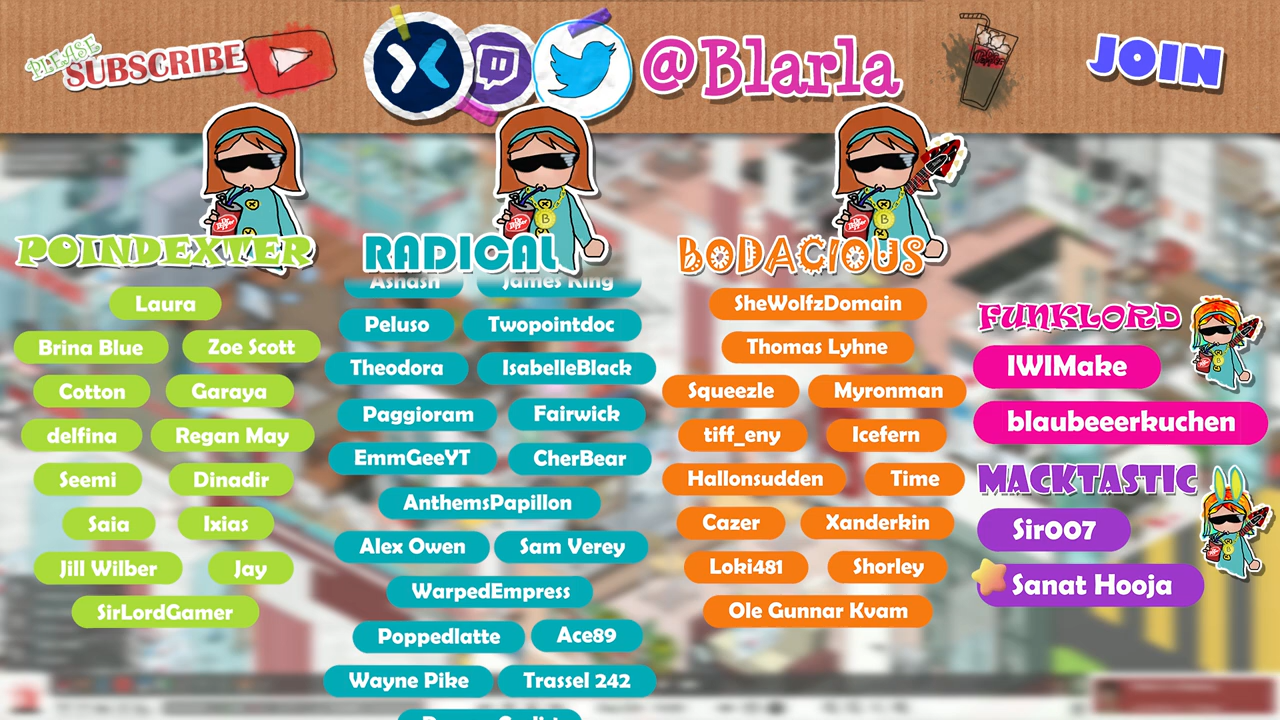 PLEASE
SUBSCRIBE
@Blarla
JOIN
POINDEXTER
Laura
Brina Blue
Zoe Scott
Cotton
Garaya
delfina
Regan May
Seemi
Dinadir
Saia
Ixias
Jill Wilber
Jay
SirLordGamer
RADICAL
Ashash
James King
Peluso
Twopointdoc
Theodora
IsabelleBlack
Paggioram
Fairwick
EmmGeeYT
CherBear
AnthemsPapillon
Alex Owen
Sam Verey
WarpedEmpress
Poppedlatte
Ace89
Wayne Pike
Trassel 242
BODACIOUS
SheWolfzDomain
Thomas Lyhne
Squeezle
Myronman
tiff_eny
Icefern
Hallonsudden
Time
Cazer
Xanderkin
Loki481
Shorley
Ole Gunnar Kvam
FUNKLORD
IWIMake
blaubeeerkuchen
MACKTASTIC
Sir007
Sanat Hooja